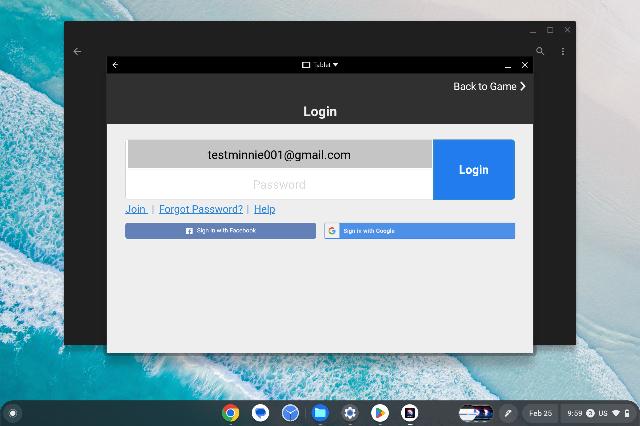 Tablet
Back to Game
Login
testminnie001@gmail.com
Password
Login
Join | Forgot Password? | Help
Sign in with Facebook
Sign in with Google
Feb 25
9:59
US